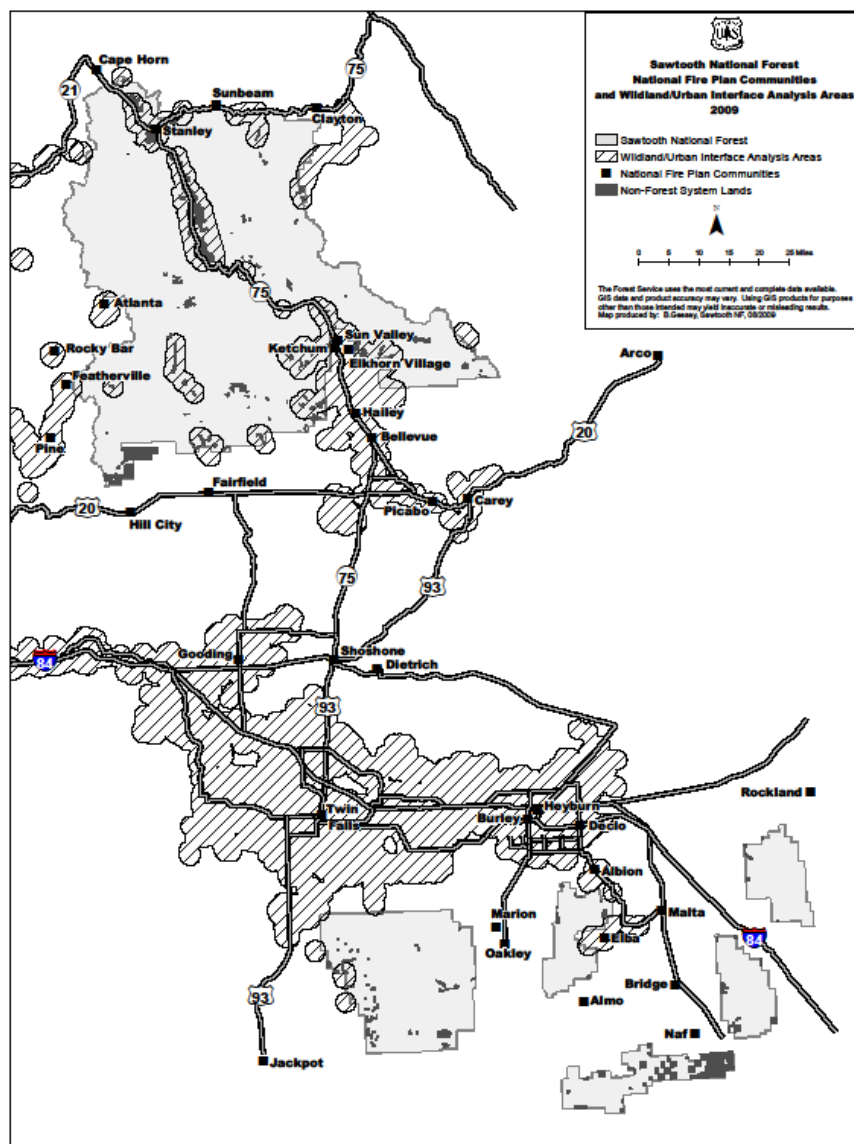 UAS
Sawtooth National Forest
National Fire Plan Communities
and Wildland/Urban Interface Analysis Areas
2009
Sawtooth National Forest
Wildland/Urban Interface Analysis Areas
National Fire Plan Communities
Non-Forest System Lands
N
0 5 10 15 20 25 Miles
The Forest Service uses the most current and complete data available.
GIS data and product accuracy may vary. Using GIS products for purposes
other than those intended may yield inaccurate or misleading results.
Map produced by: B.Geesey, Sawtooth NF, 08/2009
Cape Horn
75
21
Sunbeam
Clayton
Stanley
75
Atlanta
Sun Valley
Rocky Bar
Ketchum
Elkhorn Village
Arco
Featherville
Hailey
20
Pine
Bellevue
Fairfield
Picabo
Carey
20
Hill City
75
93
Gooding
Shoshone
84
Dietrich
93
Rockland
Twin
Falls
Heyburn
Burley
Declo
Albion
Marion
Malta
Elba
84
Oakley
Bridge
93
Almo
Naf
Jackpot